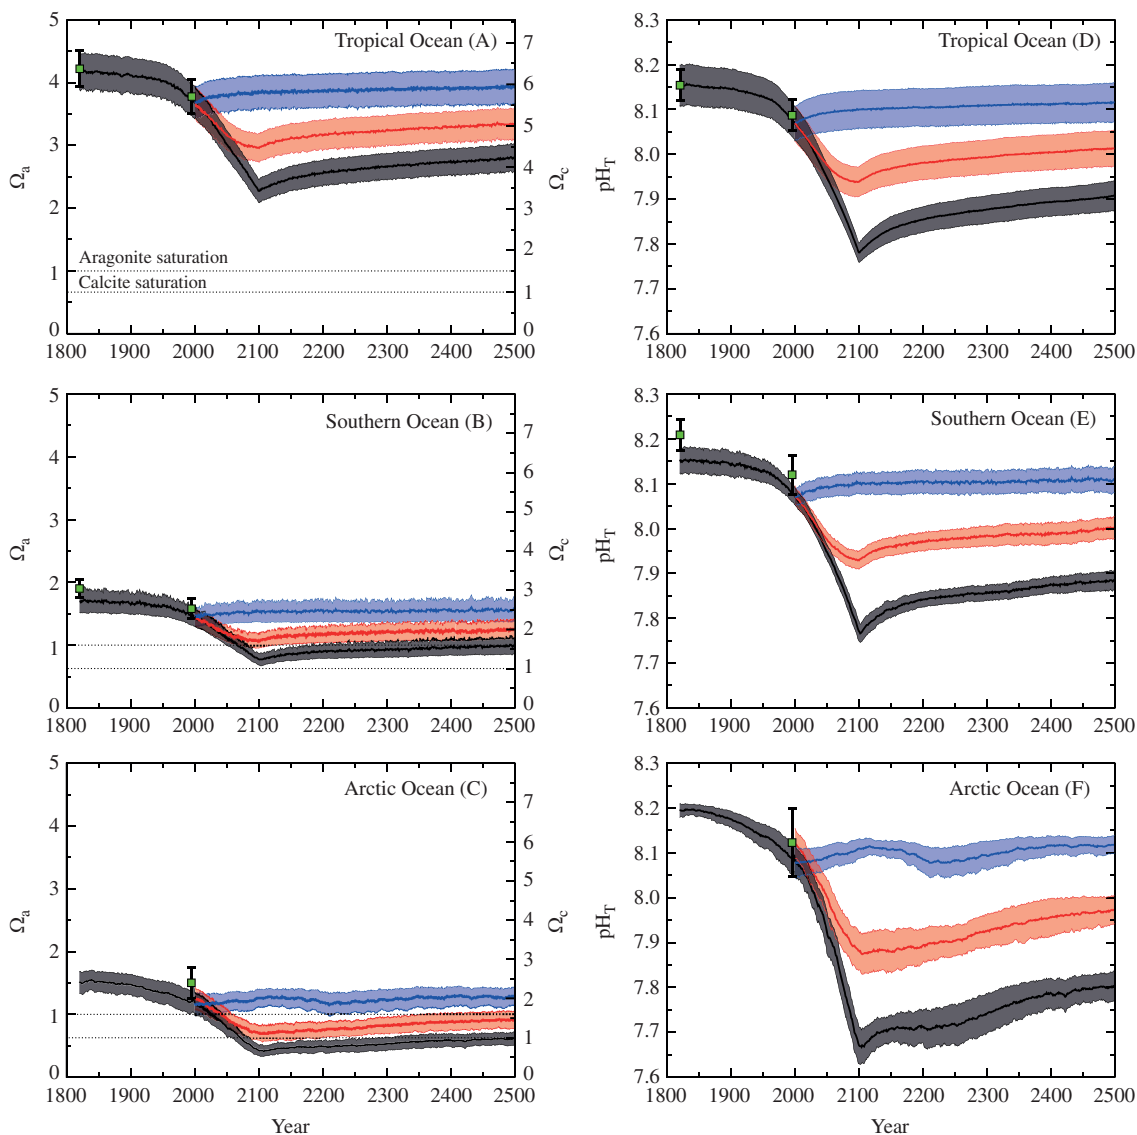 Tropical Ocean (A)
5
4
3
2
1
0
Ωa
7
6
5
4
3
2
1
0
Ωc
Aragonite saturation
Calcite saturation
1800 1900 2000 2100 2200 2300 2400 2500
Tropical Ocean (D)
8.3
8.2
8.1
8.0
7.9
7.8
7.7
7.6
pHT
1800 1900 2000 2100 2200 2300 2400 2500
Southern Ocean (B)
5
4
3
2
1
0
Ωa
7
6
5
4
3
2
1
0
Ωc
1800 1900 2000 2100 2200 2300 2400 2500
Southern Ocean (E)
8.3
8.2
8.1
8.0
7.9
7.8
7.7
7.6
pHT
1800 1900 2000 2100 2200 2300 2400 2500
Arctic Ocean (C)
5
4
3
2
1
0
Ωa
7
6
5
4
3
2
1
0
Ωc
1800 1900 2000 2100 2200 2300 2400 2500
Year
Arctic Ocean (F)
8.3
8.2
8.1
8.0
7.9
7.8
7.7
7.6
pHT
1800 1900 2000 2100 2200 2300 2400 2500
Year